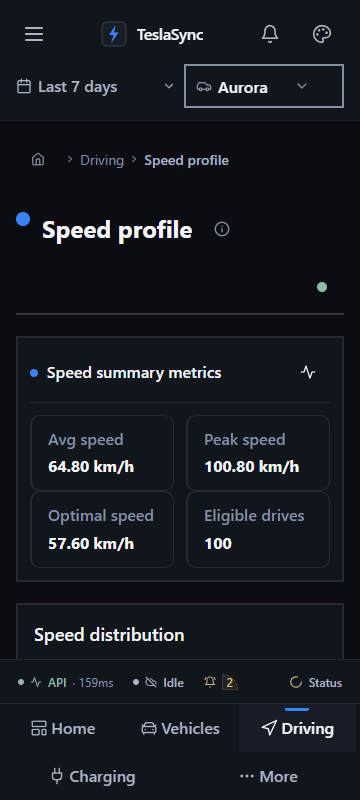 TeslaSync
Last 7 days
Aurora
Driving
Speed profile
Speed profile
Speed summary metrics
Avg speed
64.80 km/h
Peak speed
100.80 km/h
Optimal speed
57.60 km/h
Eligible drives
100
Speed distribution
API · 159ms
Idle
2
Status
Home
Vehicles
Driving
Charging
More